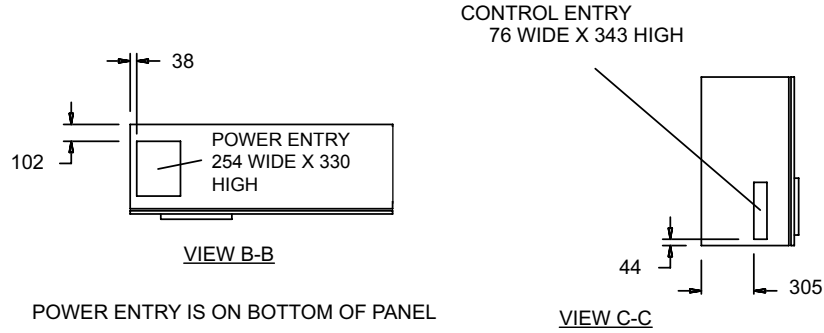 38
102
POWER ENTRY
254 WIDE X 330
HIGH
VIEW B-B
POWER ENTRY IS ON BOTTOM OF PANEL
CONTROL ENTRY
76 WIDE X 343 HIGH
44
305
VIEW C-C